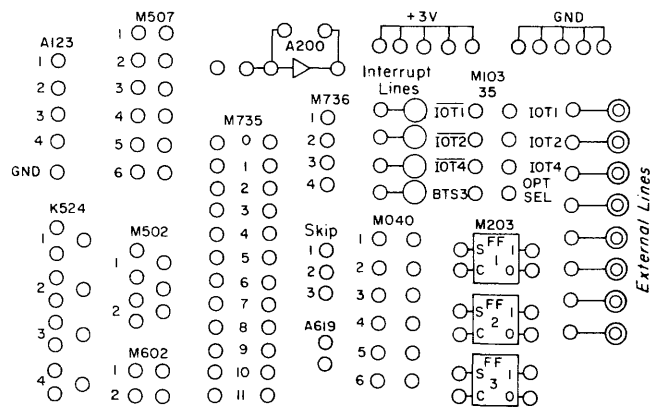 M507
1
2
3
4
5
6
A123
1
2
3
4
GND
A200
+3V
GND
Interrupt
Lines
M103
35
I̅O̅T̅1̅
IOT1
I̅O̅T̅2̅
IOT2
I̅O̅T̅4̅
IOT4
BTS3
OPT
SEL
External Lines
M735
0
1
2
3
4
5
6
7
8
9
10
11
M736
1
2
3
4
K524
1
2
3
4
M502
1
2
M602
1
2
Skip
1
2
3
A619
M040
1
2
3
4
5
6
M203
S FF 1
1
C 0
S FF 1
2
C 0
S FF 1
3
C 0